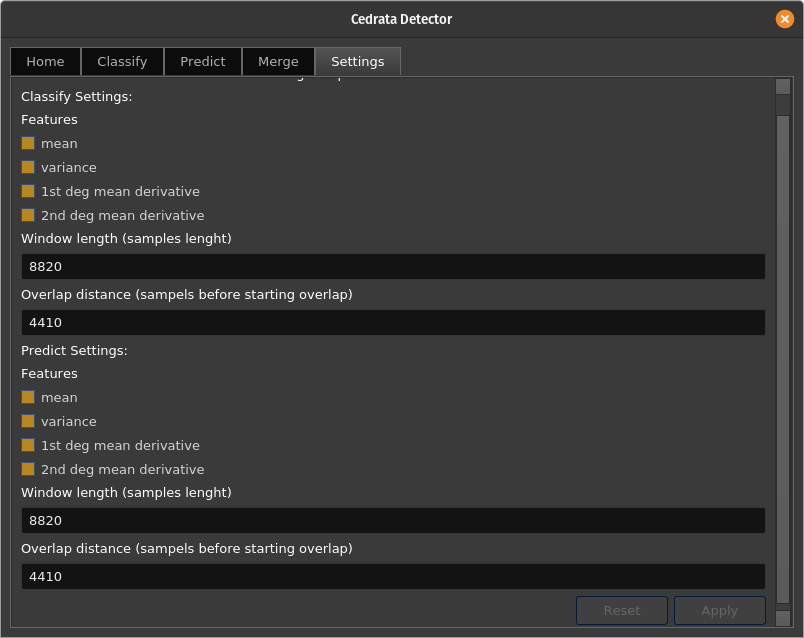 Cedrata Detector
Home Classify Predict Merge Settings
Classify Settings:
Features
mean
variance
1st deg mean derivative
2nd deg mean derivative
Window length (samples lenght)
8820
Overlap distance (sampels before starting overlap)
4410
Predict Settings:
Features
mean
variance
1st deg mean derivative
2nd deg mean derivative
Window length (samples lenght)
8820
Overlap distance (sampels before starting overlap)
4410
Reset Apply